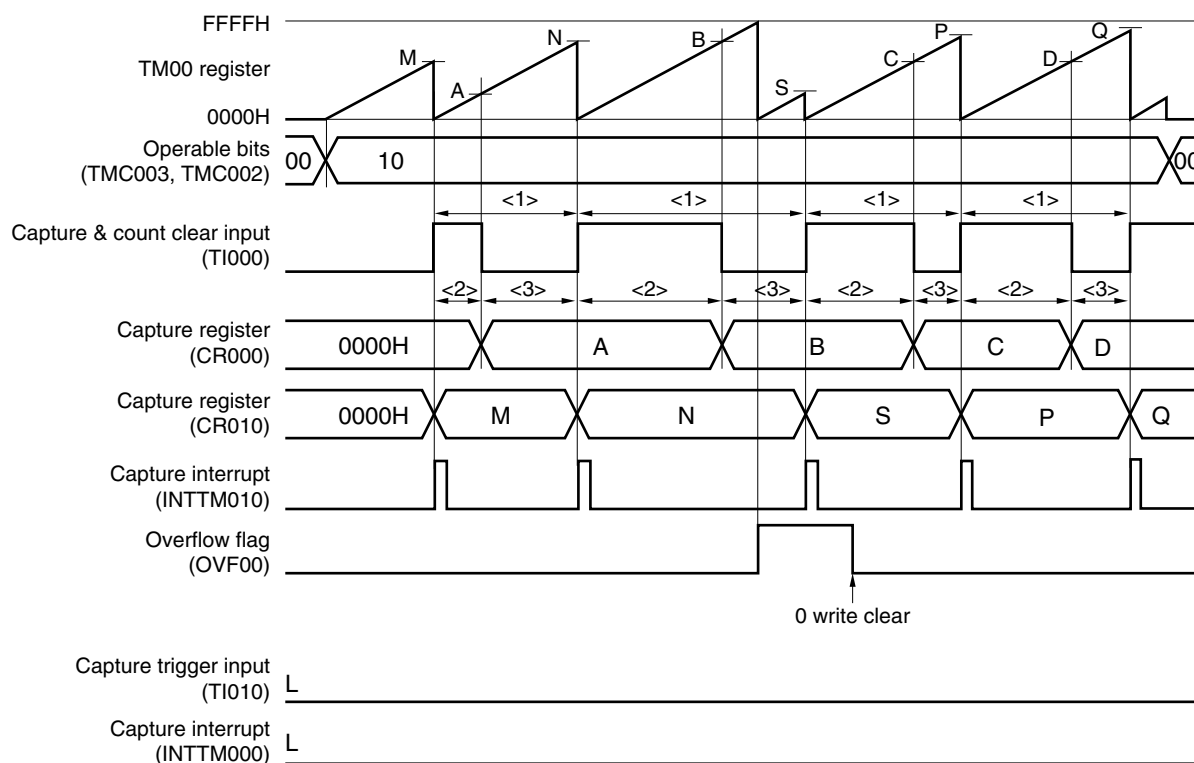 FFFFH
TM00 register
0000H
M
A
N
B
S
C
P
D
Q
Operable bits
(TMC003, TMC002)
00
10
00
<1>
<1>
<1>
<1>
Capture & count clear input
(TI000)
<2>
<3>
<2>
<3>
<2>
<3>
<2>
<3>
Capture register
(CR000)
0000H
A
B
C
D
Capture register
(CR010)
0000H
M
N
S
P
Q
Capture interrupt
(INTTM010)
Overflow flag
(OVF00)
0 write clear
Capture trigger input
(TI010)
L
Capture interrupt
(INTTM000)
L